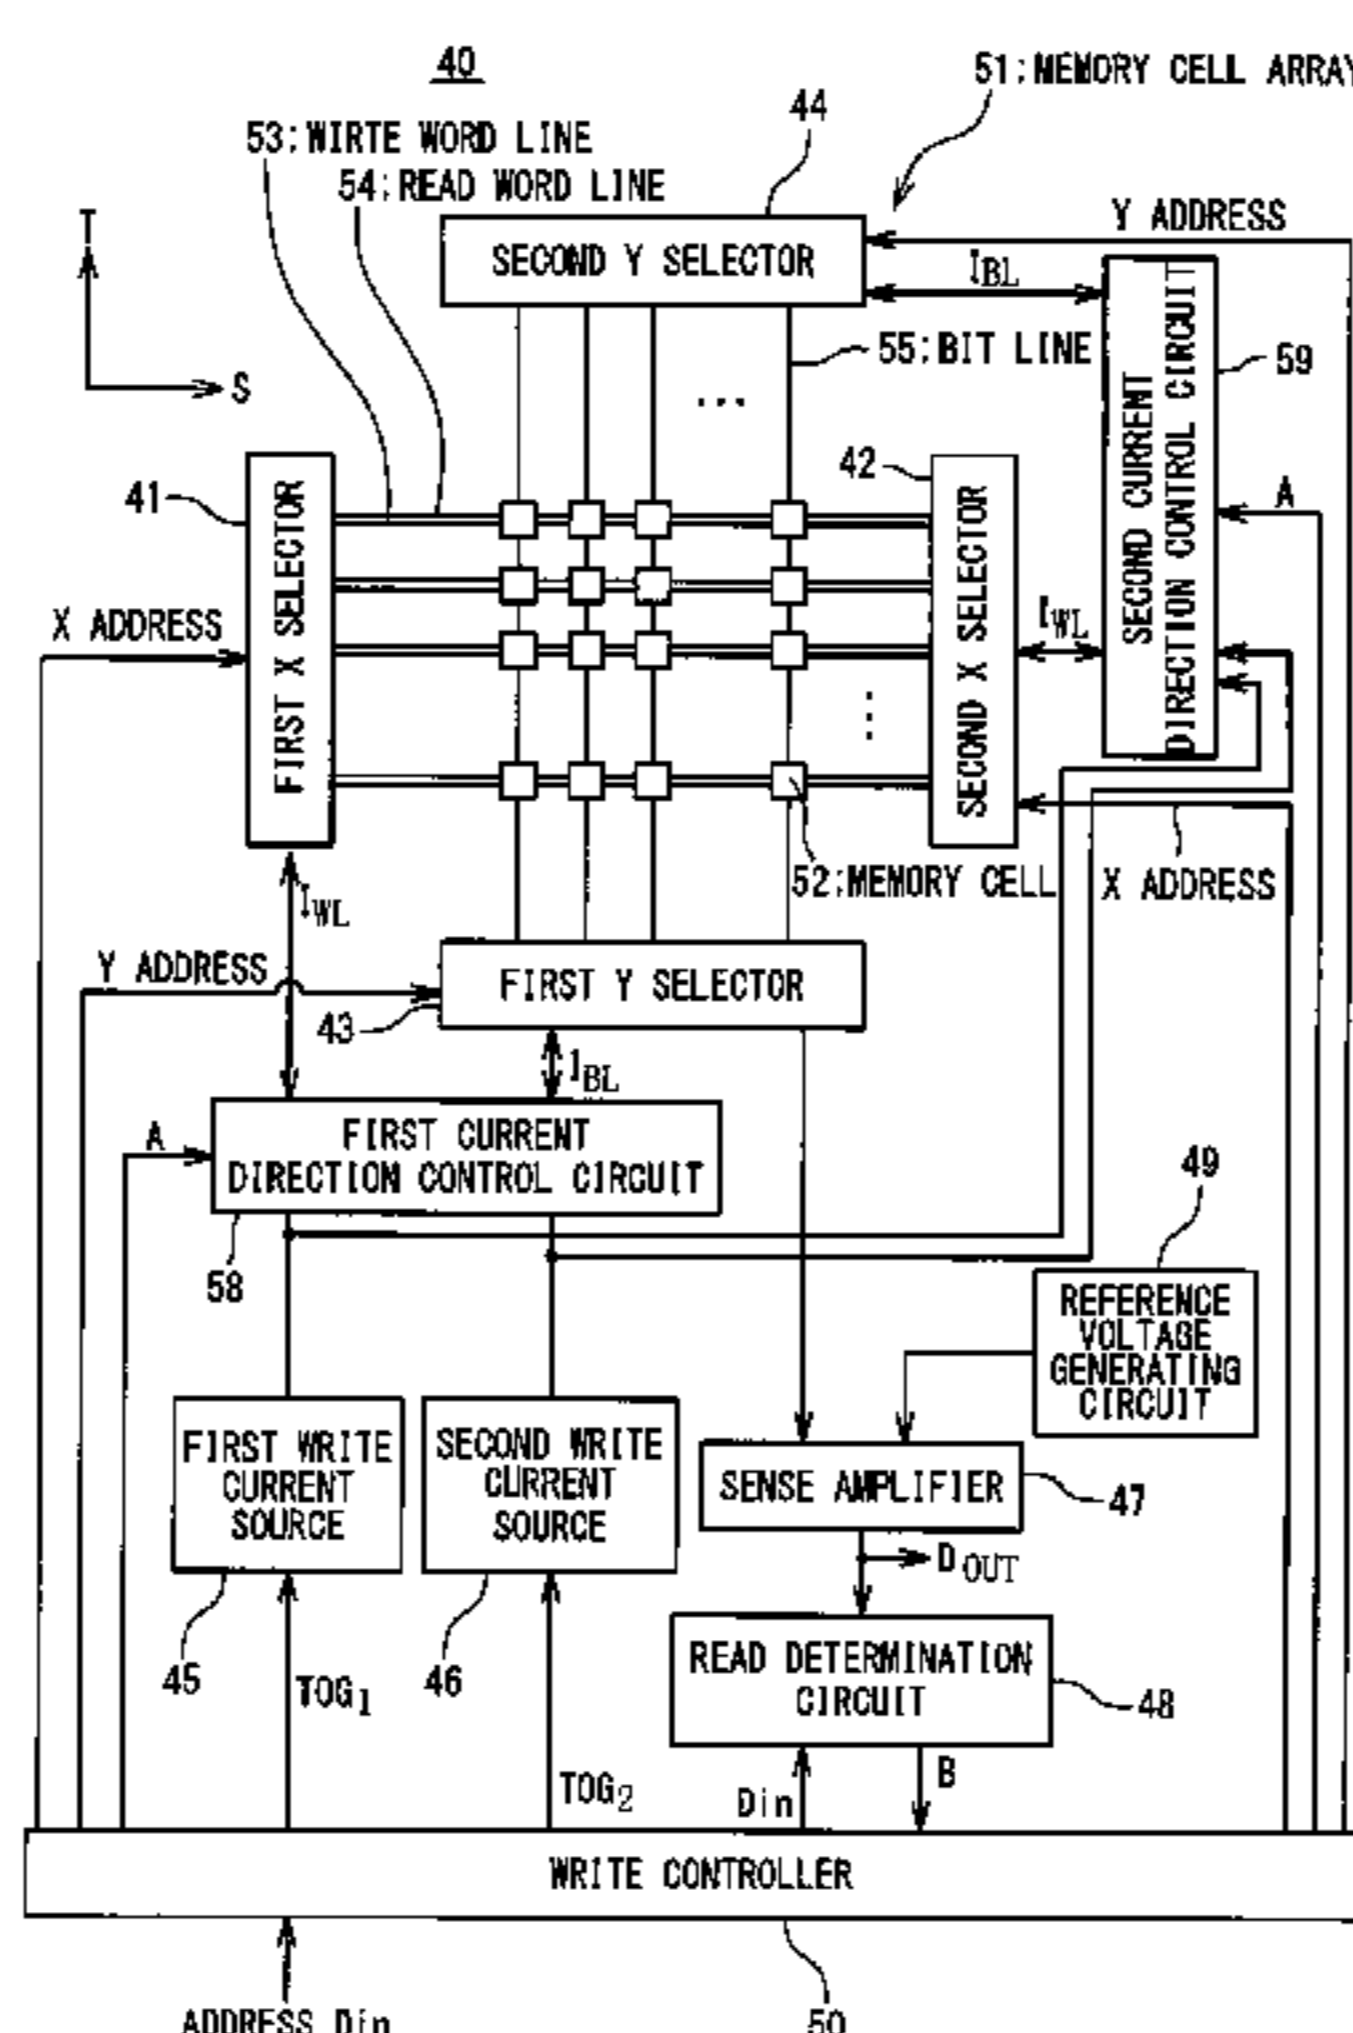 40
51:MEMORY CELL ARRAY
44
53:WIRTE WORD LINE
54:READ WORD LINE
Y ADDRESS
T
SECOND Y SELECTOR
IBL
S
55:BIT LINE
59
SECOND CURRENT
DIRECTION CONTROL CIRCUIT
41
42
A
FIRST X SELECTOR
SECOND X SELECTOR
X ADDRESS
IWL
52:MEMORY CELL
X ADDRESS
IWL
Y ADDRESS
FIRST Y SELECTOR
43
IBL
A
FIRST CURRENT
DIRECTION CONTROL CIRCUIT
49
58
REFERENCE
VOLTAGE
GENERATING
CIRCUIT
FIRST WRITE
CURRENT
SOURCE
SECOND WRITE
CURRENT
SOURCE
SENSE AMPLIFIER
47
DOUT
45
46
READ DETERMINATION
CIRCUIT
48
TOG1
TOG2
Din
B
WRITE CONTROLLER
ADDRESS Din
50